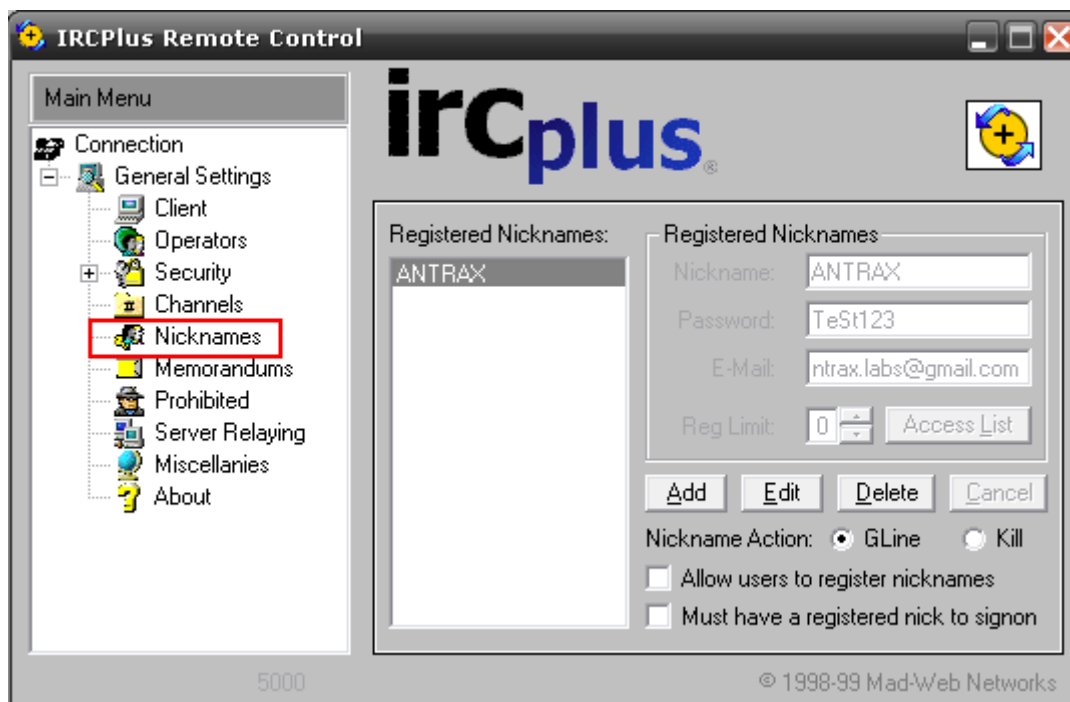 IRCPlus Remote Control
Main Menu
Connection
General Settings
Client
Operators
Security
Channels
Nicknames
Memorandums
Prohibited
Server Relaying
Miscellanies
About
5000
ircplus®
Registered Nicknames:
ANTRAX
Registered Nicknames
Nickname: ANTRAX
Password: TeSt123
E-Mail: ntrax.labs@gmail.com
Reg Limit: 0 Access List
Add Edit Delete Cancel
Nickname Action: GLine Kill
Allow users to register nicknames
Must have a registered nick to signon
© 1998-99 Mad-Web Networks